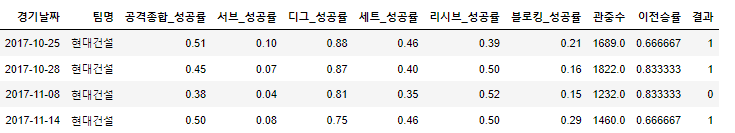 경기날짜 팀명 공격종합_성공률 서브_성공률 디그_성공률 세트_성공률 리시브_성공률 블로킹_성공률 관중수 이전승률 결과
2017-10-25 현대건설 0.51 0.10 0.88 0.46 0.39 0.21 1689.0 0.666667 1
2017-10-28 현대건설 0.45 0.07 0.87 0.40 0.50 0.16 1822.0 0.833333 1
2017-11-08 현대건설 0.38 0.04 0.81 0.35 0.52 0.15 1232.0 0.833333 0
2017-11-14 현대건설 0.50 0.08 0.75 0.46 0.50 0.29 1460.0 0.666667 1